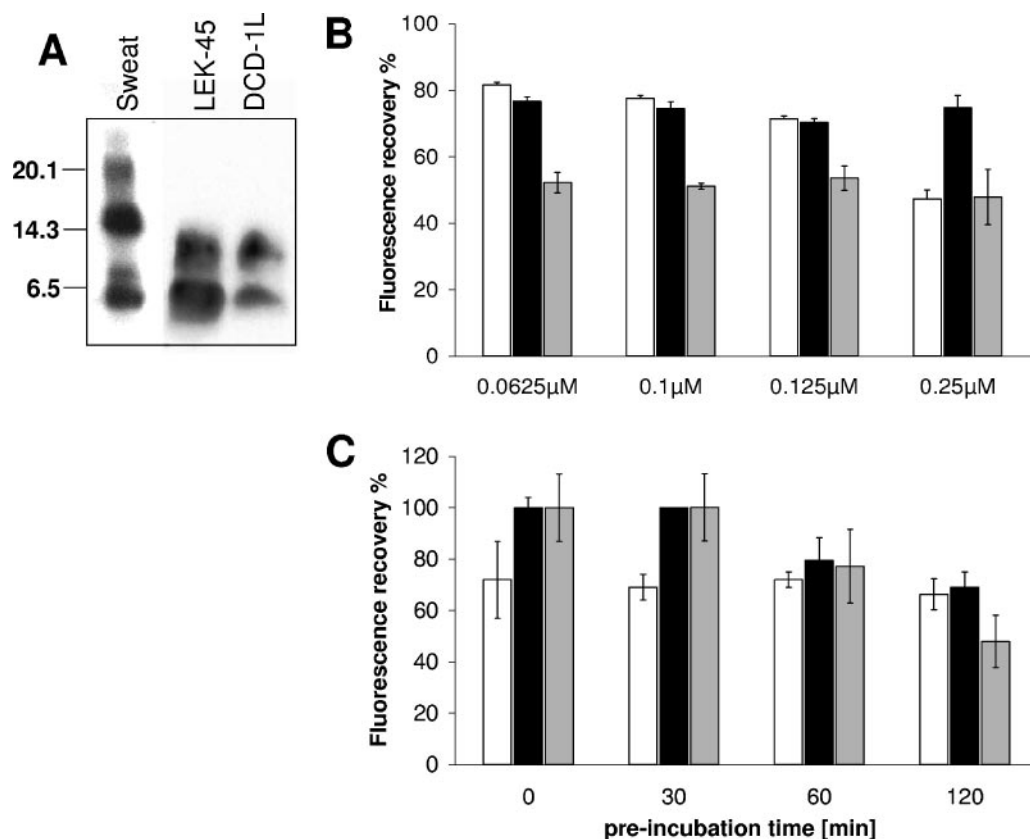 A
Sweat
LEK-45
DCD-1L
20.1
14.3
6.5
B
Fluorescence recovery %
100
80
60
40
20
0
0.0625µM 0.1µM 0.125µM 0.25µM
C
Fluorescence recovery %
120
100
80
60
40
20
0
0 30 60 120
pre-incubation time [min]